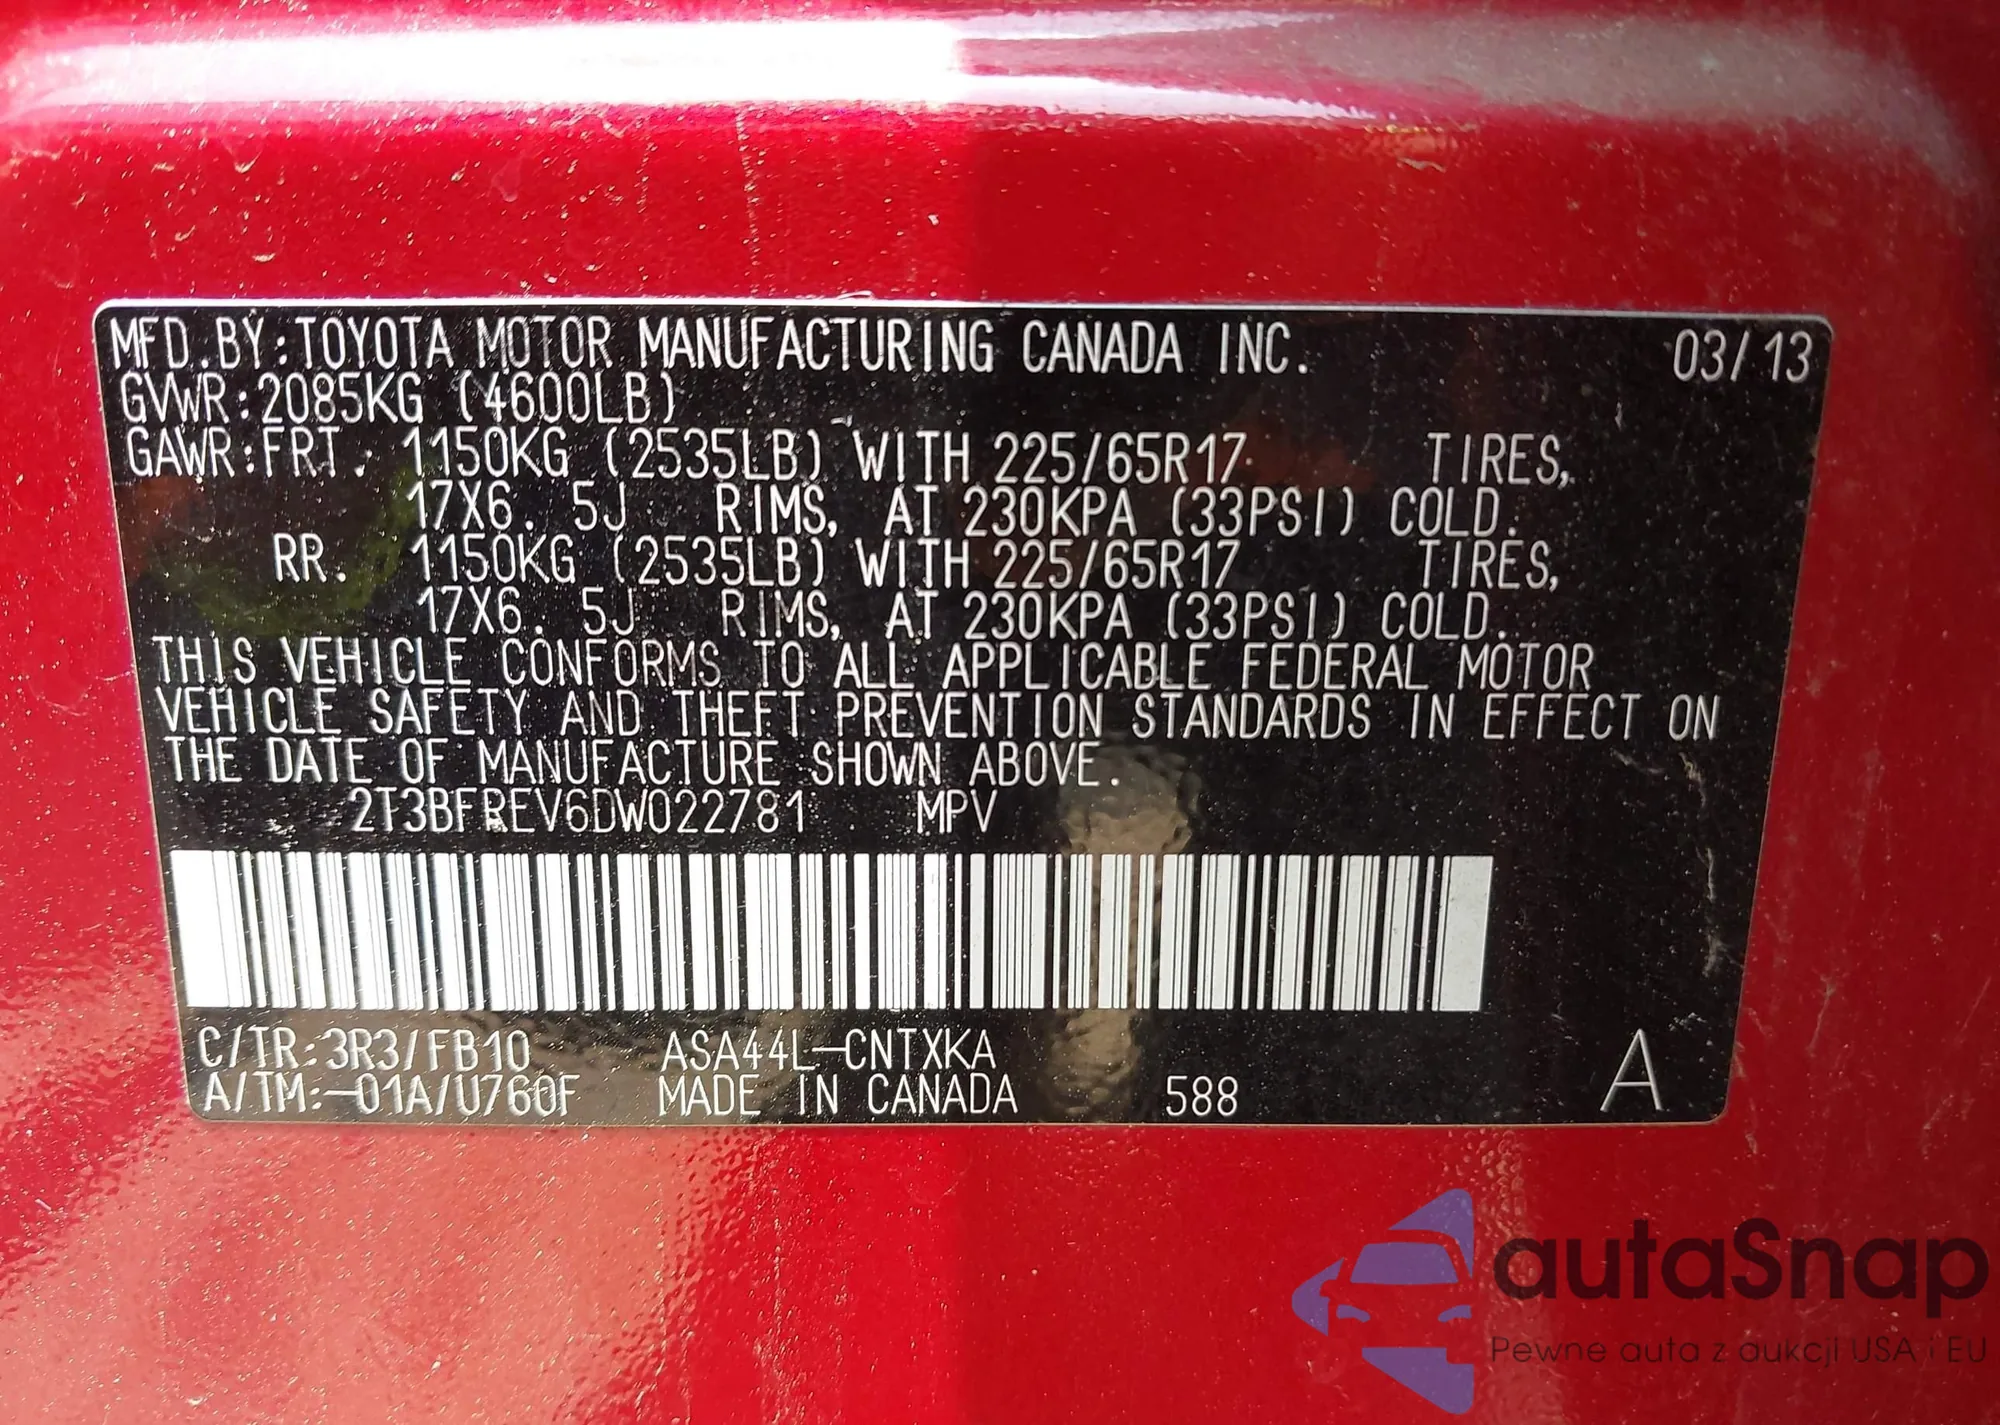 MFD.BY:TOYOTA MOTOR MANUFACTURING CANADA INC. 03/13
GVWR:2085KG (4600LB)
GAWR:FRT. 1150KG (2535LB) WITH 225/65R17 TIRES,
17X6.5J RIMS, AT 230KPA (33PSI) COLD.
RR. 1150KG (2535LB) WITH 225/65R17 TIRES,
17X6.5J RIMS, AT 230KPA (33PSI) COLD.
THIS VEHICLE CONFORMS TO ALL APPLICABLE FEDERAL MOTOR
VEHICLE SAFETY AND THEFT PREVENTION STANDARDS IN EFFECT ON
THE DATE OF MANUFACTURE SHOWN ABOVE.
2T3BFREV6DW022781 MPV
C/TR:3R3/FB10 ASA44L-CNTXKA
A/TM:-01A/U760F MADE IN CANADA 588 A
autaSnap
Pewne auta z aukcji USA i EU